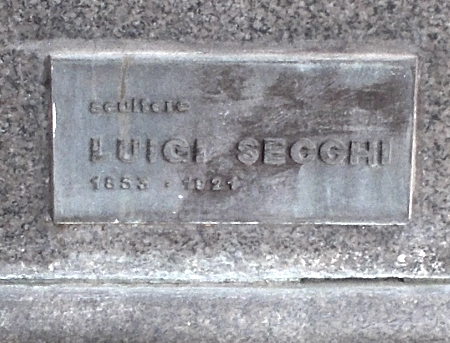 scultore
LUIGI SECCHI
1853 - 1921